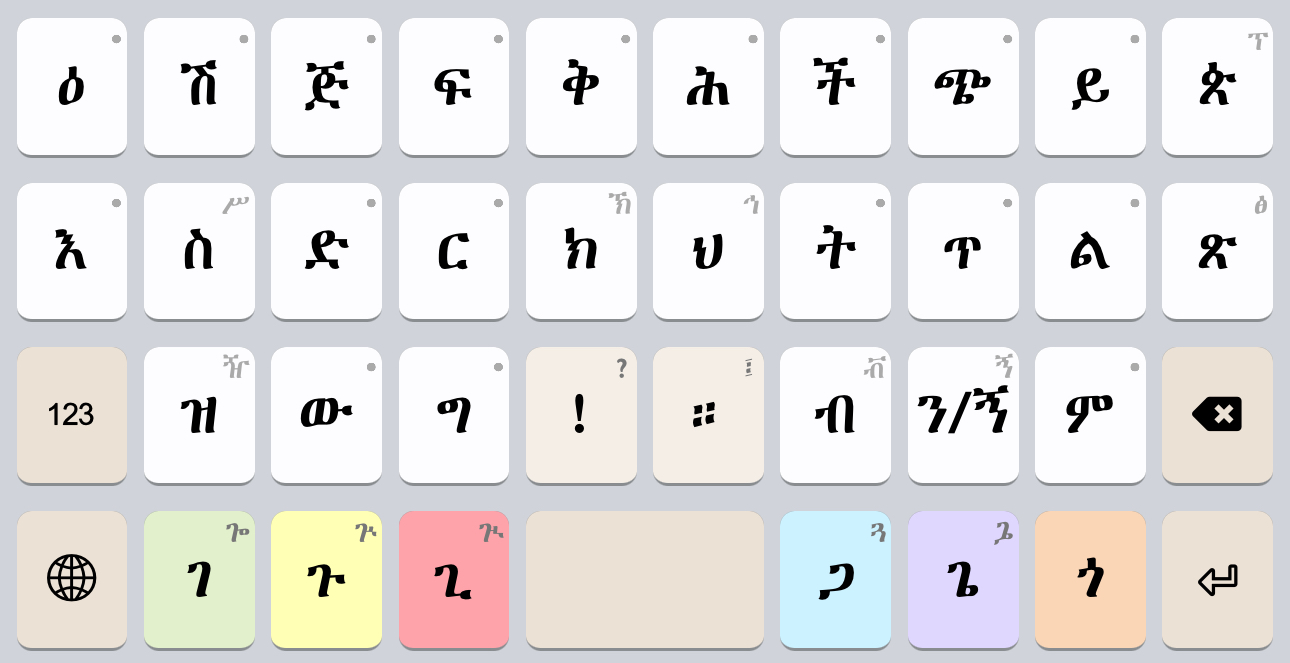 ዕ ሽ ጅ ፍ ቅ ሕ ች ጭ ይ ጵ ፕ
እ ስ ሥ ድ ር ክ ኽ ህ ኅ ት ጥ ል ጽ ፅ
123 ዝ ዥ ው ግ ! ? ። ፤ ብ ቭ ን/ኝ ኝ ም
ገ ጐ ጉ ጕ ጊ ጒ ጋ ጓ ጌ ጔ ጎ